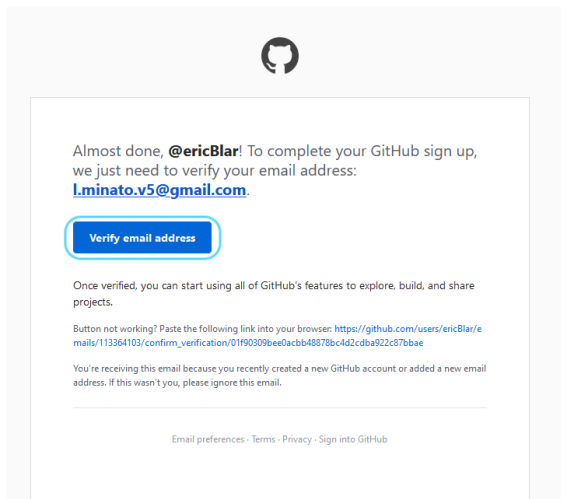 Almost done, @ericBlar! To complete your GitHub sign up,
we just need to verify your email address:
l.minato.v5@gmail.com.
Verify email address
Once verified, you can start using all of GitHub's features to explore, build, and share
projects.
Button not working? Paste the following link into your browser: https://github.com/users/ericBlar/e
mails/113364103/confirm_verification/01f90309bee0acbb48878bc4d2cdba922c87bbae
You're receiving this email because you recently created a new GitHub account or added a new email
address. If this wasn't you, please ignore this email.
Email preferences · Terms · Privacy · Sign into GitHub